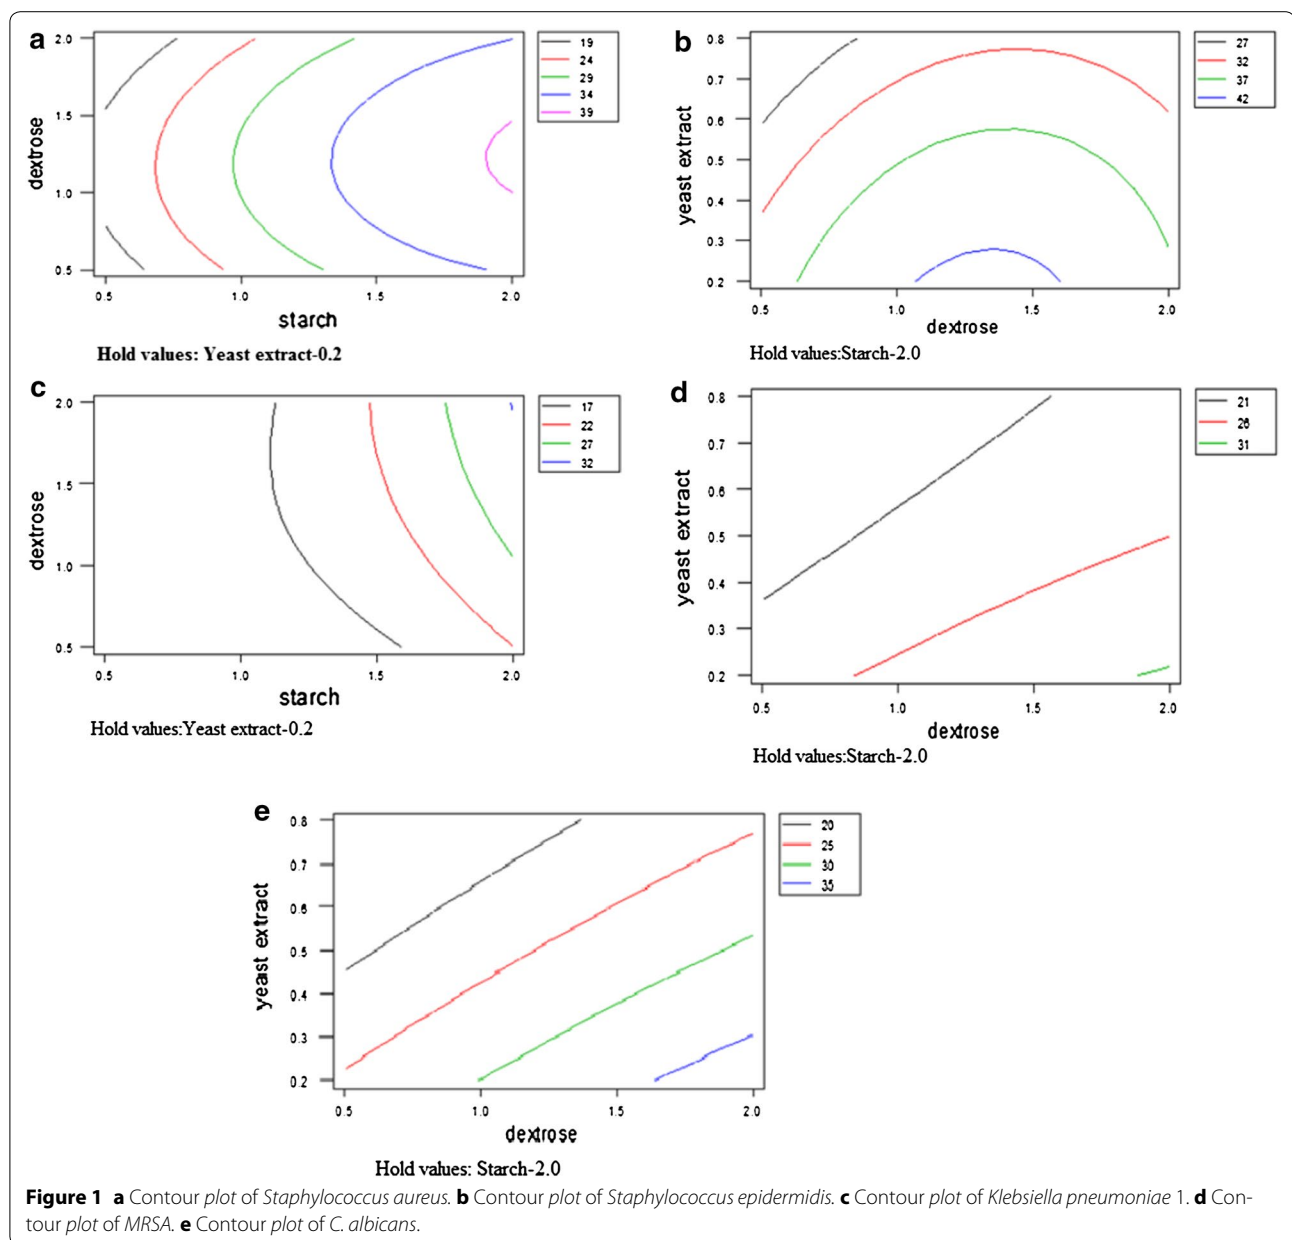 a
2.0
1.5
1.0
0.5
dextrose
0.5 1.0 1.5 2.0
starch
19
24
29
34
39
Hold values: Yeast extract-0.2
b
0.8
0.7
0.6
0.5
0.4
0.3
0.2
yeast extract
0.5 1.0 1.5 2.0
dextrose
27
32
37
42
Hold values:Starch-2.0
c
2.0
1.5
1.0
0.5
dextrose
0.5 1.0 1.5 2.0
starch
17
22
27
32
Hold values:Yeast extract-0.2
d
0.8
0.7
0.6
0.5
0.4
0.3
0.2
yeast extract
0.5 1.0 1.5 2.0
dextrose
21
26
31
Hold values:Starch-2.0
e
0.8
0.7
0.6
0.5
0.4
0.3
0.2
yeast extract
0.5 1.0 1.5 2.0
dextrose
20
25
30
35
Hold values: Starch-2.0
Figure 1 a Contour plot of Staphylococcus aureus. b Contour plot of Staphylococcus epidermidis. c Contour plot of Klebsiella pneumoniae 1. d Con-
tour plot of MRSA. e Contour plot of C. albicans.